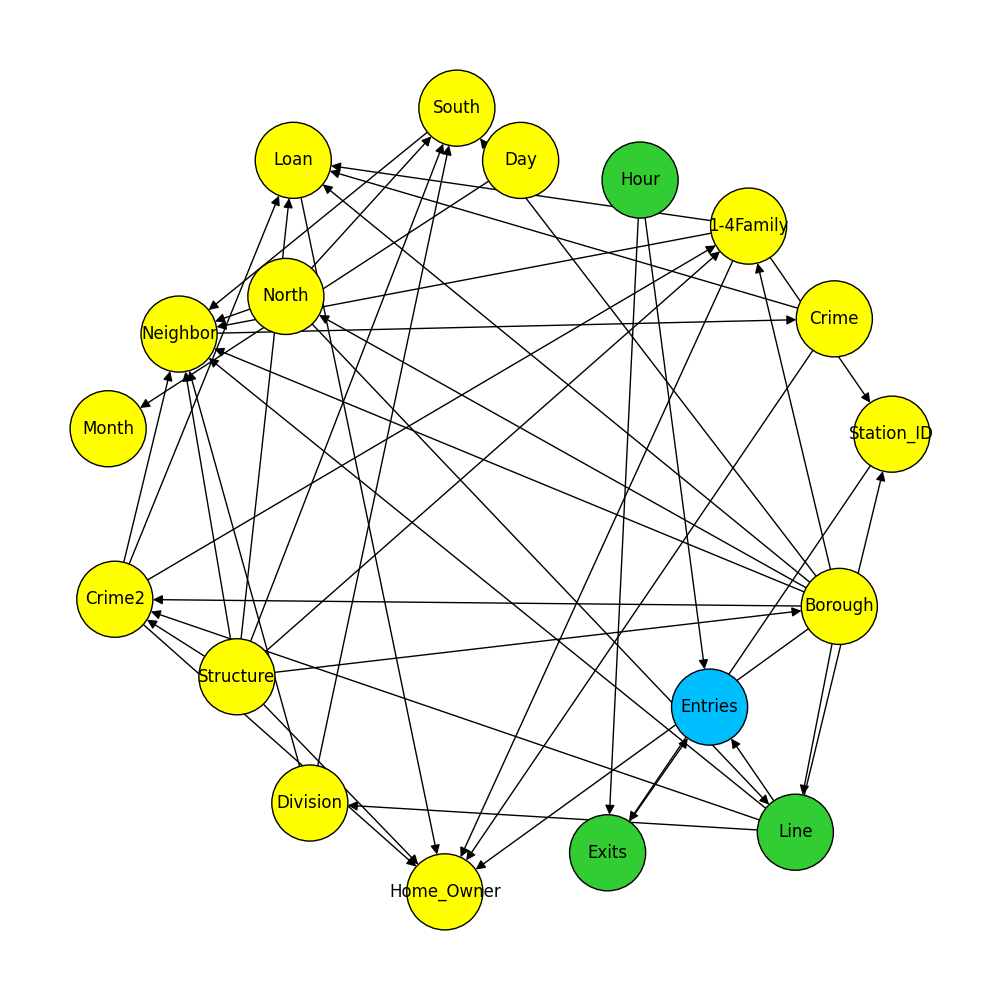 South
Loan
Day
Hour
1-4Family
North
Crime
Neighbor
Month
Station_ID
Crime2
Borough
Structure
Entries
Division
Line
Exits
Home_Owner